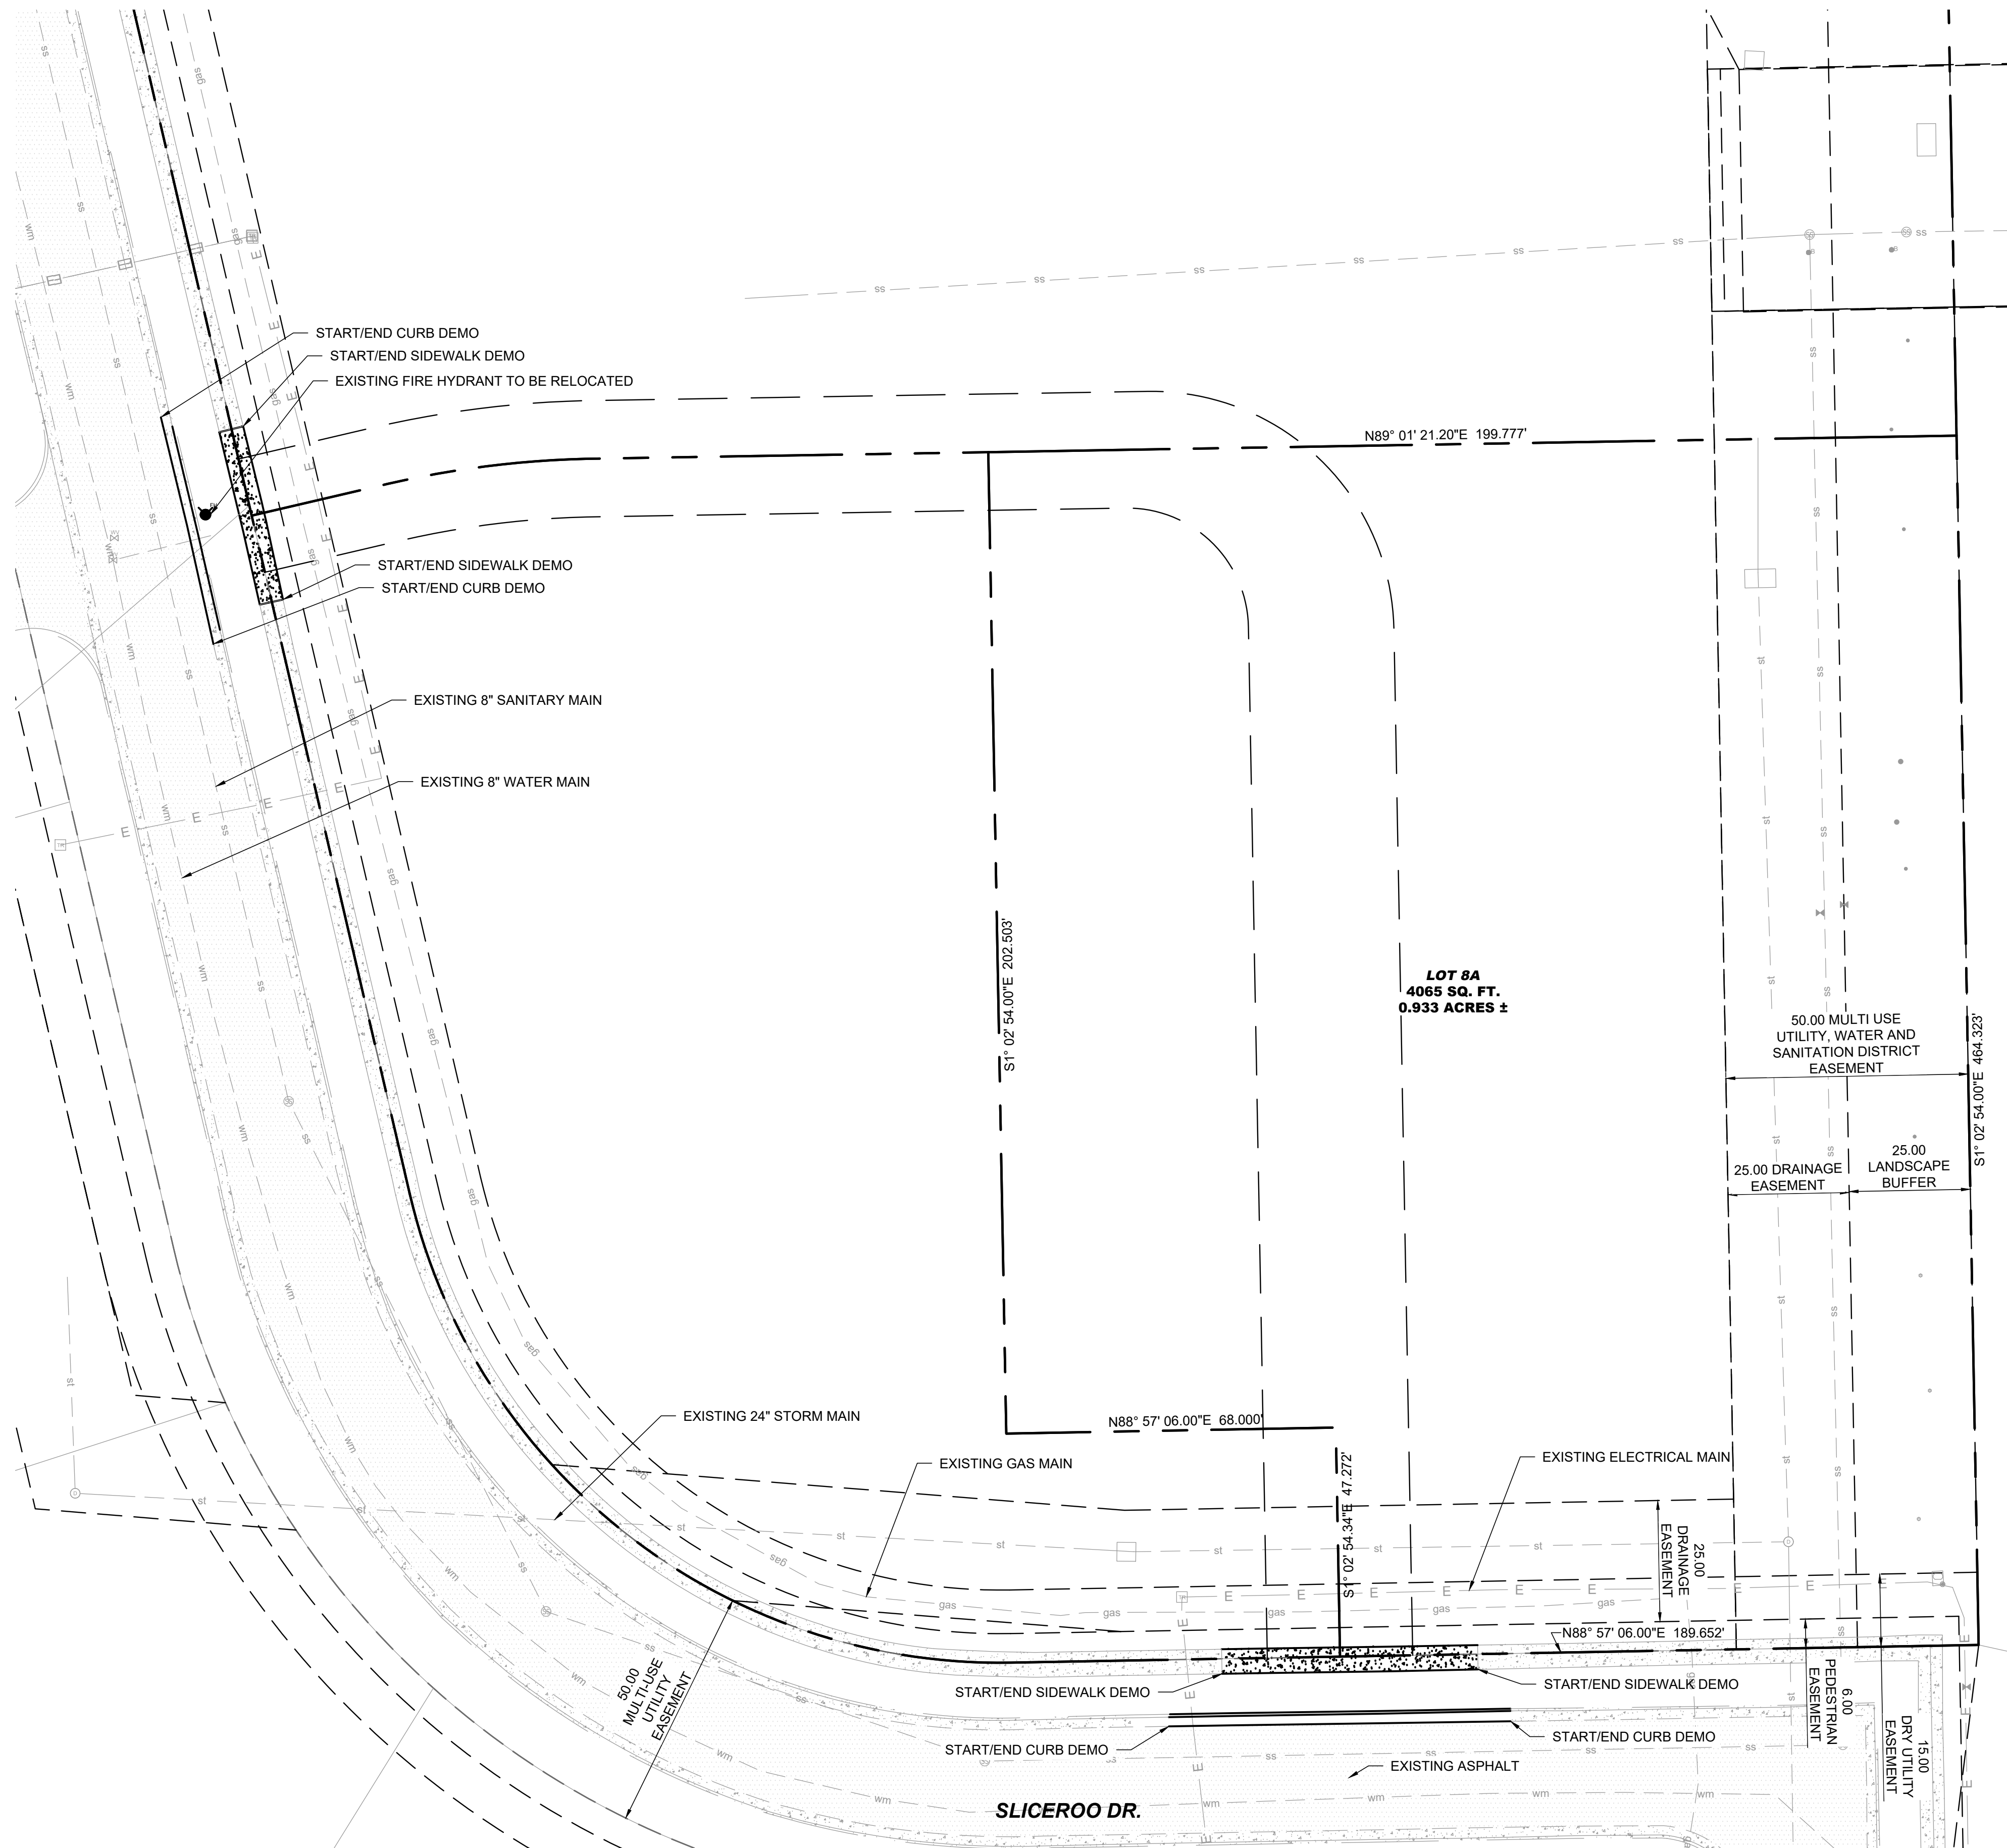 START/END CURB DEMO
START/END SIDEWALK DEMO
EXISTING FIRE HYDRANT TO BE RELOCATED
N89° 01' 21.20"E 199.777'
START/END SIDEWALK DEMO
START/END CURB DEMO
EXISTING 8" SANITARY MAIN
EXISTING 8" WATER MAIN
S1° 02' 54.00"E 202.503'
LOT 8A
4065 SQ. FT.
0.933 ACRES ±
50.00 MULTI USE
UTILITY, WATER AND
SANITATION DISTRICT
EASEMENT
S1° 02' 54.00"E 464.323'
25.00 DRAINAGE
EASEMENT
25.00
LANDSCAPE
BUFFER
EXISTING 24" STORM MAIN
N88° 57' 06.00"E 68.000'
EXISTING GAS MAIN
S1° 02' 54.34"E 47.272'
EXISTING ELECTRICAL MAIN
25.00
DRAINAGE
EASEMENT
N88° 57' 06.00"E 189.652'
50.00
MULTI-USE
UTILITY
EASEMENT
START/END SIDEWALK DEMO
START/END SIDEWALK DEMO
6.00
PEDESTRIAN
EASEMENT
15.00
DRY UTILITY
EASEMENT
START/END CURB DEMO
START/END CURB DEMO
EXISTING ASPHALT
SLICEROO DR.
ss
wm
gas
E
st